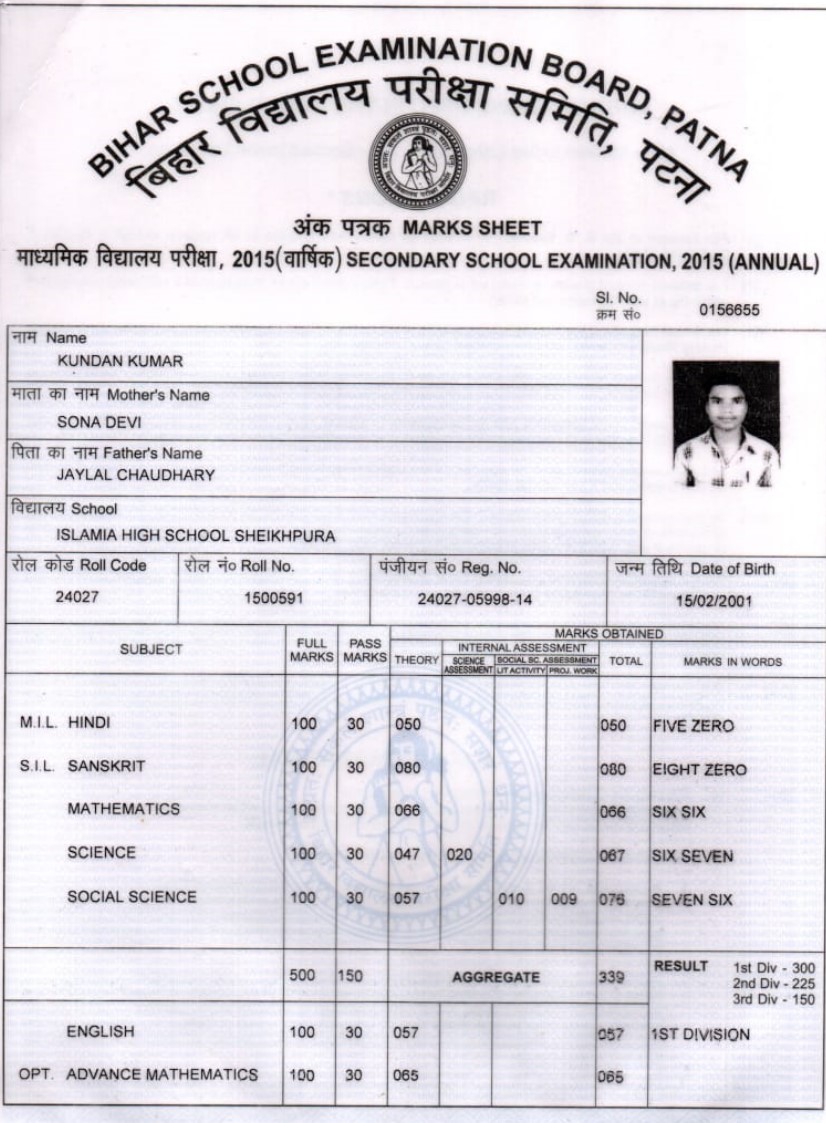 BIHAR SCHOOL EXAMINATION BOARD, PATNA
बिहार विद्यालय परीक्षा समिति, पटना
अंक पत्रक MARKS SHEET
माध्यमिक विद्यालय परीक्षा, 2015(वार्षिक) SECONDARY SCHOOL EXAMINATION, 2015 (ANNUAL)
Sl. No.
क्रम सं० 0156655
नाम Name
KUNDAN KUMAR
माता का नाम Mother's Name
SONA DEVI
पिता का नाम Father's Name
JAYLAL CHAUDHARY
विद्यालय School
ISLAMIA HIGH SCHOOL SHEIKHPURA
रोल कोड Roll Code रोल नं० Roll No. पंजीयन सं० Reg. No. जन्म तिथि Date of Birth
24027 1500591 24027-05998-14 15/02/2001
SUBJECT FULL MARKS PASS MARKS MARKS OBTAINED
THEORY INTERNAL ASSESSMENT TOTAL MARKS IN WORDS
SCIENCE ASSESSMENT SOCIAL SC. ASSESSMENT
LIT ACTIVITY PROJ. WORK
M.I.L. HINDI 100 30 050 050 FIVE ZERO
S.I.L. SANSKRIT 100 30 080 080 EIGHT ZERO
MATHEMATICS 100 30 066 066 SIX SIX
SCIENCE 100 30 047 020 067 SIX SEVEN
SOCIAL SCIENCE 100 30 057 010 009 076 SEVEN SIX
500 150 AGGREGATE 339 RESULT 1st Div - 300
2nd Div - 225
3rd Div - 150
ENGLISH 100 30 057 057 1ST DIVISION
OPT. ADVANCE MATHEMATICS 100 30 065 065